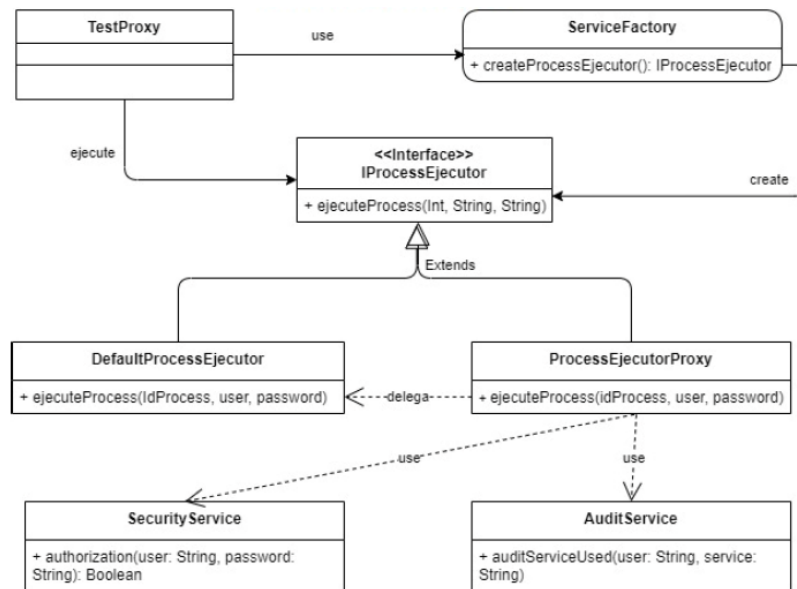 TestProxy
use
ServiceFactory
+ createProcessEjecutor(): IProcessEjecutor
ejecute
<<Interface>>
IProcessEjecutor
+ ejecuteProcess(Int, String, String)
create
Extends
DefaultProcessEjecutor
+ ejecuteProcess(IdProcess, user, password)
delega
ProcessEjecutorProxy
+ ejecuteProcess(idProcess, user, password)
use
use
SecurityService
+ authorization(user: String, password:
String): Boolean
AuditService
+ auditServiceUsed(user: String, service:
String)